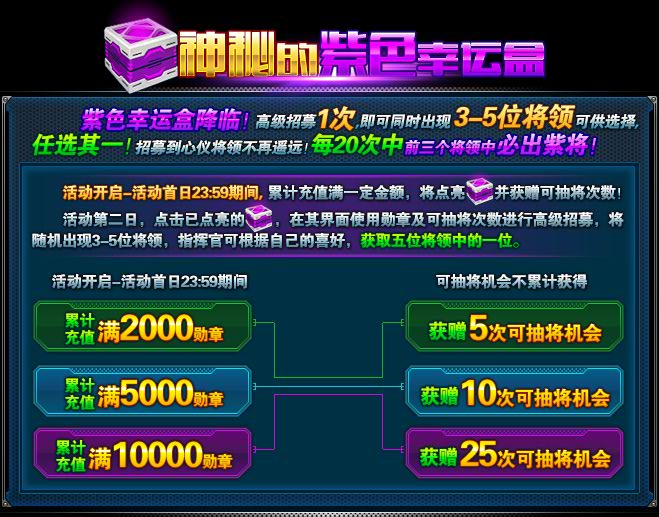 神秘的紫色幸运盒
紫色幸运盒降临！高级招募1次,即可同时出现3-5位将领可供选择,
任选其一！招募到心仪将领不再遥远！每20次中前三个将领中必出紫将！
活动开启-活动首日23:59期间, 累计充值满一定金额，将点亮并获赠可抽将次数！
活动第二日，点击已点亮的，在其界面使用勋章及可抽将次数进行高级招募，将
随机出现3-5位将领，指挥官可根据自己的喜好，获取五位将领中的一位。
活动开启-活动首日23:59期间
可抽将机会不累计获得
累计充值满2000勋章
获赠5次可抽将机会
累计充值满5000勋章
获赠10次可抽将机会
累计充值满10000勋章
获赠25次可抽将机会